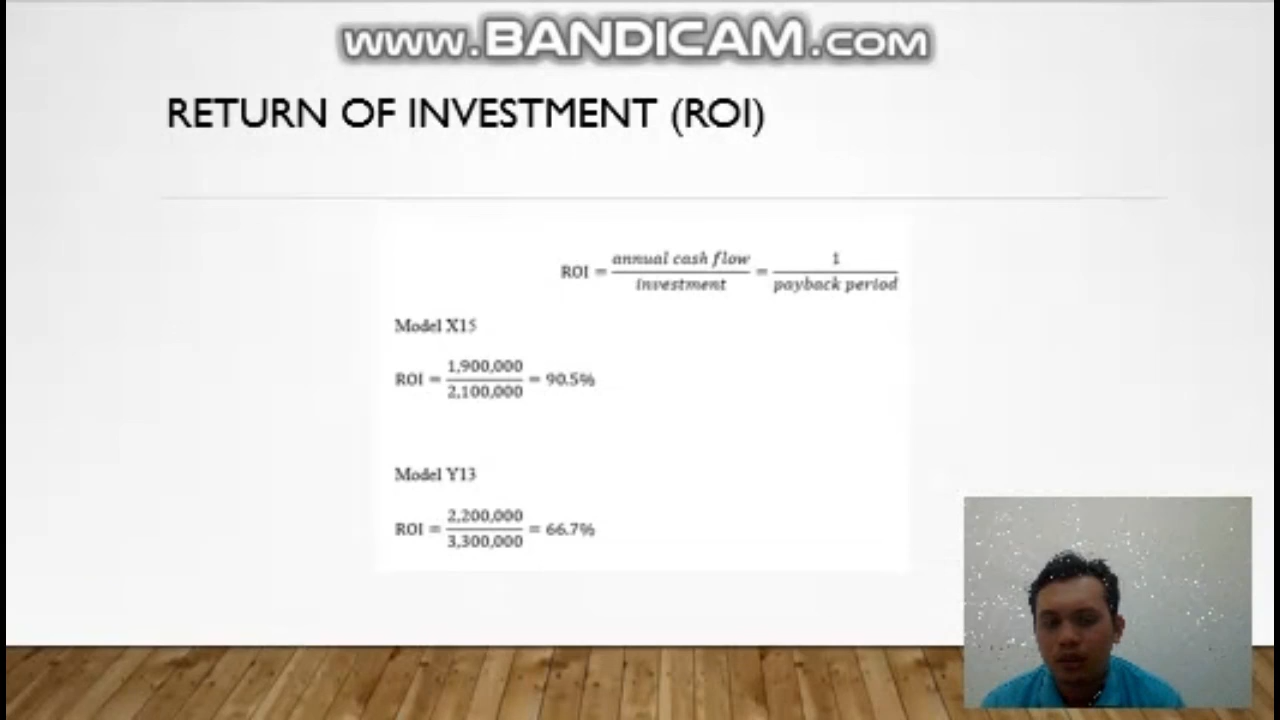 www.BANDICAM.com
RETURN OF INVESTMENT (ROI)
ROI = annual cash flow / investment = 1 / payback period
Model X15
ROI = 1,900,000 / 2,100,000 = 90.5%
Model Y13
ROI = 2,200,000 / 3,300,000 = 66.7%